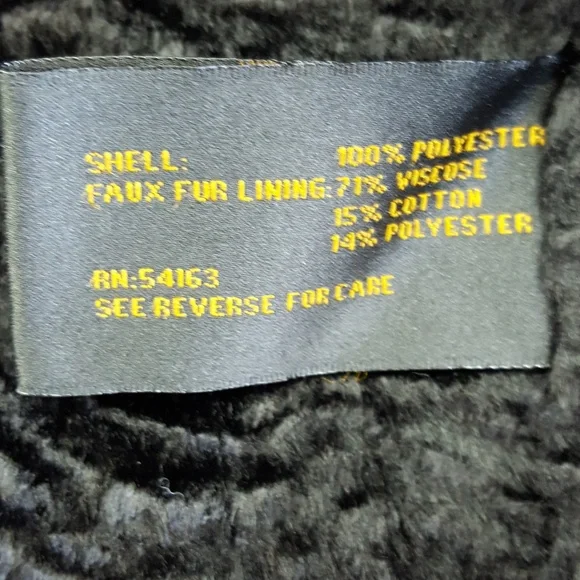 SHELL: 100% POLYESTER
FAUX FUR LINING: 71% VISCOSE
15% COTTON
14% POLYESTER
RN:54163
SEE REVERSE FOR CARE